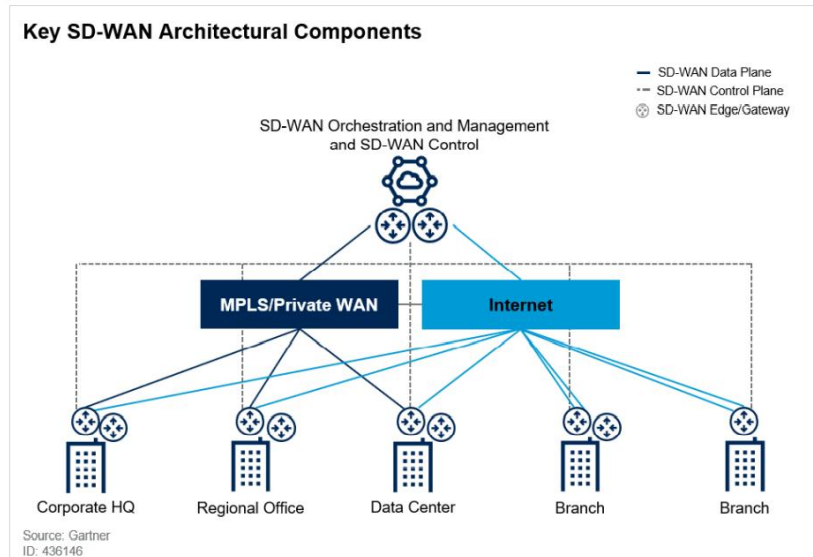 Key SD-WAN Architectural Components
SD-WAN Data Plane
SD-WAN Control Plane
SD-WAN Edge/Gateway
SD-WAN Orchestration and Management
and SD-WAN Control
MPLS/Private WAN
Internet
Corporate HQ
Regional Office
Data Center
Branch
Branch
Source: Gartner
ID: 436146